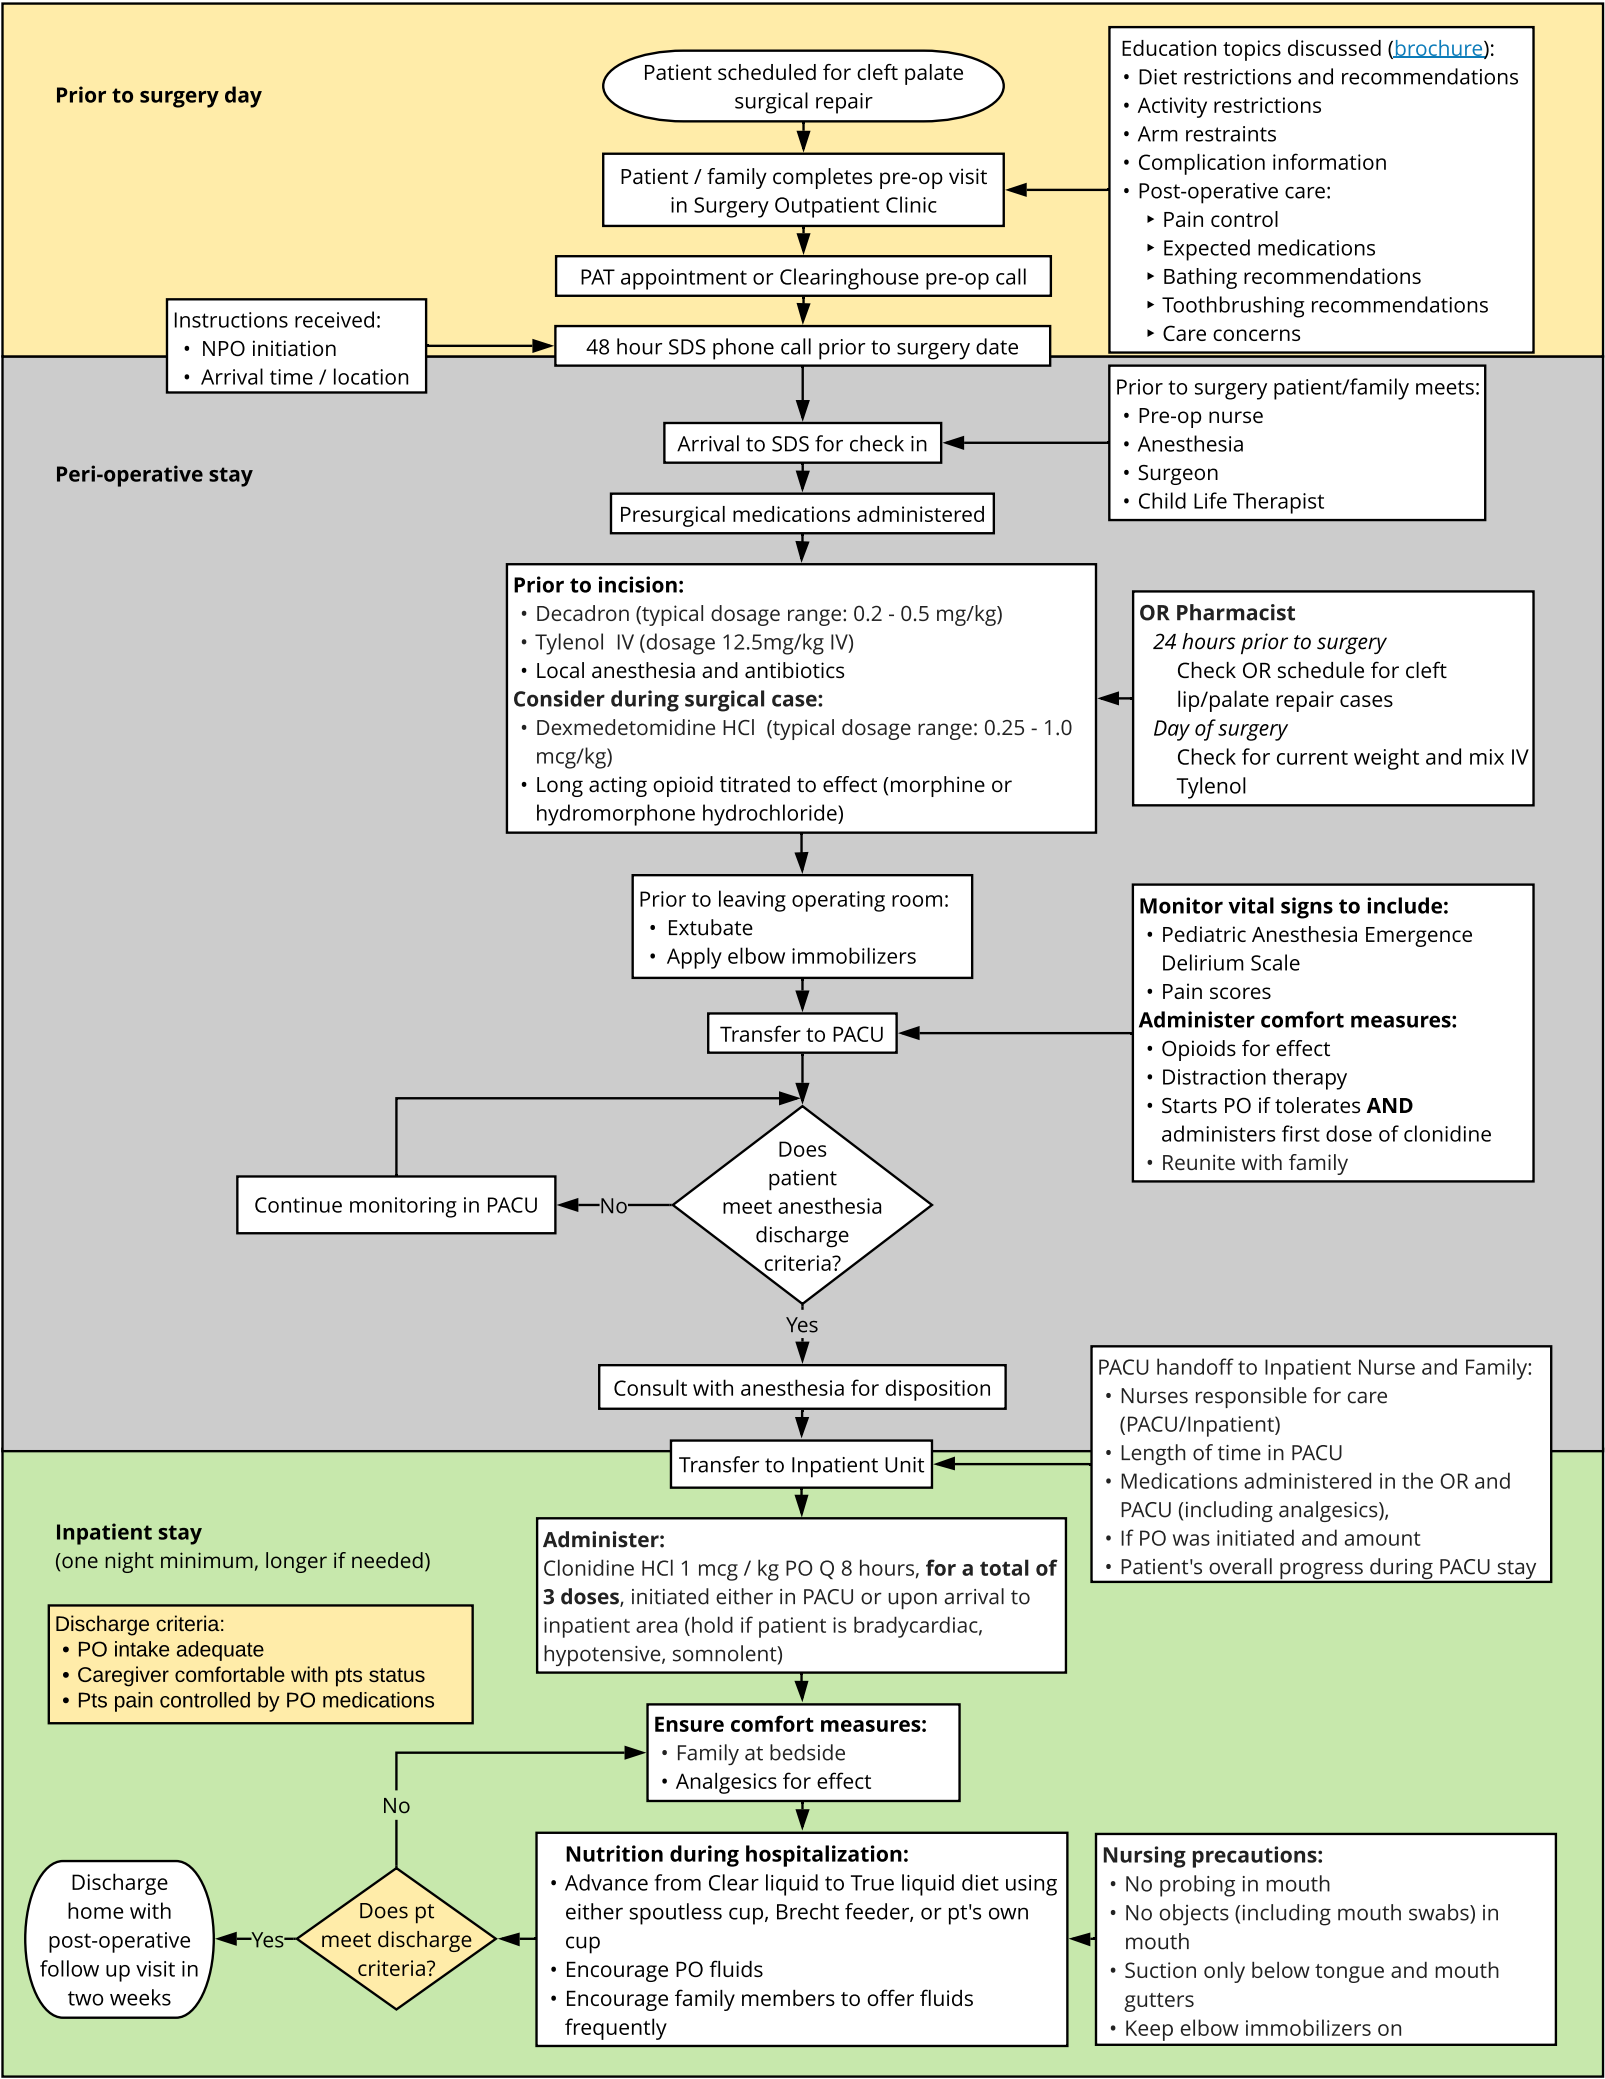 Prior to surgery day
Patient scheduled for cleft palate
surgical repair
Education topics discussed (brochure):
• Diet restrictions and recommendations
• Activity restrictions
• Arm restraints
• Complication information
• Post-operative care:
‣ Pain control
‣ Expected medications
‣ Bathing recommendations
‣ Toothbrushing recommendations
‣ Care concerns
Patient / family completes pre-op visit
in Surgery Outpatient Clinic
PAT appointment or Clearinghouse pre-op call
Instructions received:
• NPO initiation
• Arrival time / location
48 hour SDS phone call prior to surgery date
Peri-operative stay
Prior to surgery patient/family meets:
• Pre-op nurse
• Anesthesia
• Surgeon
• Child Life Therapist
Arrival to SDS for check in
Presurgical medications administered
Prior to incision:
• Decadron (typical dosage range: 0.2 - 0.5 mg/kg)
• Tylenol  IV (dosage 12.5mg/kg IV)
• Local anesthesia and antibiotics
Consider during surgical case:
• Dexmedetomidine HCl  (typical dosage range: 0.25 - 1.0
mcg/kg)
• Long acting opioid titrated to effect (morphine or
hydromorphone hydrochloride)
OR Pharmacist
24 hours prior to surgery
Check OR schedule for cleft
lip/palate repair cases
Day of surgery
Check for current weight and mix IV
Tylenol
Prior to leaving operating room:
• Extubate
• Apply elbow immobilizers
Monitor vital signs to include:
• Pediatric Anesthesia Emergence
Delirium Scale
• Pain scores
Administer comfort measures:
• Opioids for effect
• Distraction therapy
• Starts PO if tolerates AND
administers first dose of clonidine
• Reunite with family
Transfer to PACU
Does
patient
meet anesthesia
discharge
criteria?
No
Continue monitoring in PACU
Yes
Consult with anesthesia for disposition
PACU handoff to Inpatient Nurse and Family:
• Nurses responsible for care
(PACU/Inpatient)
• Length of time in PACU
• Medications administered in the OR and
PACU (including analgesics),
• If PO was initiated and amount
• Patient's overall progress during PACU stay
Transfer to Inpatient Unit
Inpatient stay
(one night minimum, longer if needed)
Administer:
Clonidine HCl 1 mcg / kg PO Q 8 hours, for a total of
3 doses, initiated either in PACU or upon arrival to
inpatient area (hold if patient is bradycardiac,
hypotensive, somnolent)
Discharge criteria:
• PO intake adequate
• Caregiver comfortable with pts status
• Pts pain controlled by PO medications
Ensure comfort measures:
• Family at bedside
• Analgesics for effect
No
Nutrition during hospitalization:
• Advance from Clear liquid to True liquid diet using
either spoutless cup, Brecht feeder, or pt's own
cup
• Encourage PO fluids
• Encourage family members to offer fluids
frequently
Nursing precautions:
• No probing in mouth
• No objects (including mouth swabs) in
mouth
• Suction only below tongue and mouth
gutters
• Keep elbow immobilizers on
Does pt
meet discharge
criteria?
Yes
Discharge
home with
post-operative
follow up visit in
two weeks